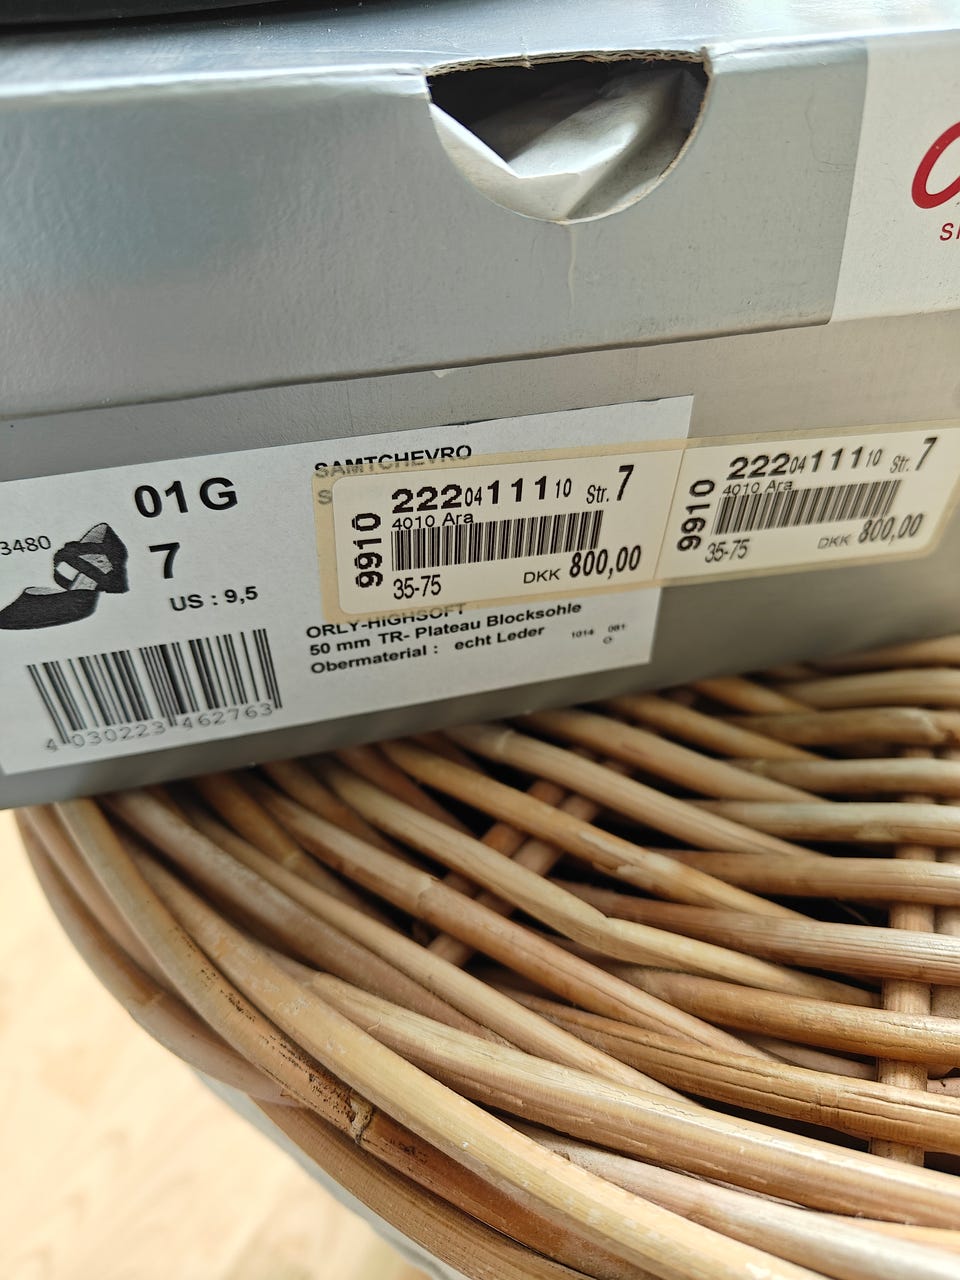 01G
3480
7
US : 9,5
4 030223 462763
SAMTCHEVRO
9910
222 04 111 10 Str. 7
4010 Ara
35-75 DKK 800,00
9910
222 04 111 10 Str. 7
4010 Ara
35-75 DKK 800,00
ORLY-HIGHSOFT
50 mm TR- Plateau Blocksohle
Obermaterial : echt Leder 1014